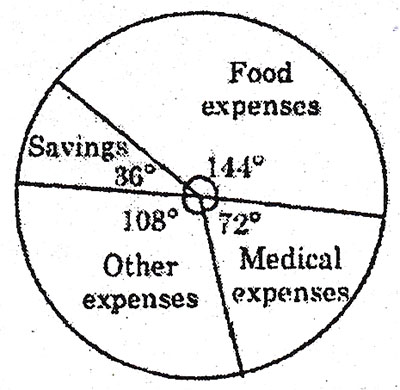 Food
expenses
Savings
36°
144°
108°
72°
Other
expenses
Medical
expenses